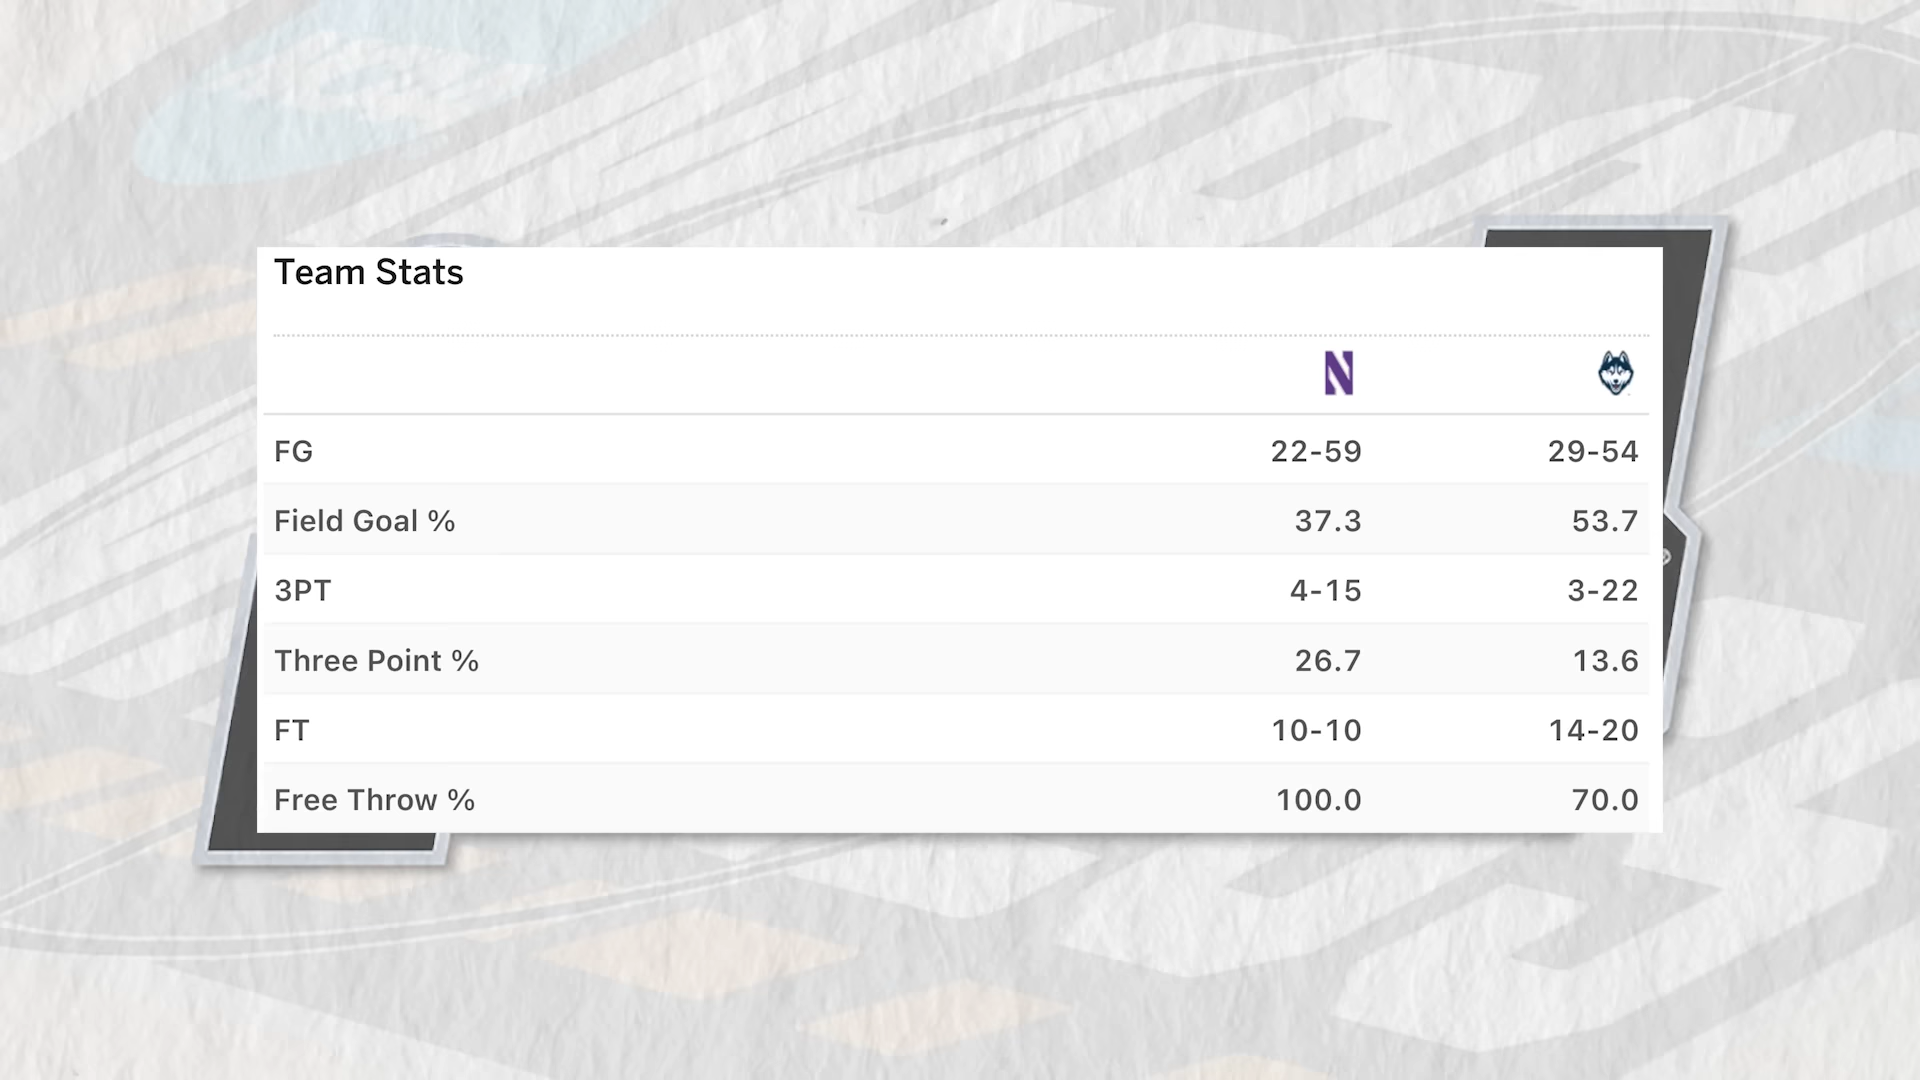 Team Stats
N
FG 22-59 29-54
Field Goal % 37.3 53.7
3PT 4-15 3-22
Three Point % 26.7 13.6
FT 10-10 14-20
Free Throw % 100.0 70.0